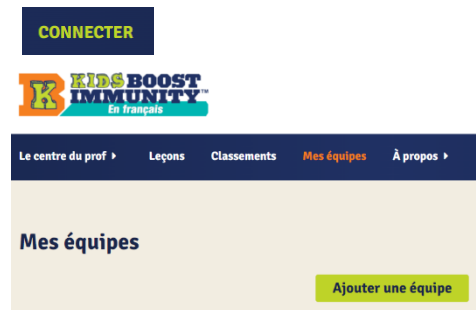 CONNECTER
KIDS BOOST
IMMUNITY™
En français
Le centre du prof ▸ Leçons Classements Mes équipes À propos ▸
Mes équipes
Ajouter une équipe